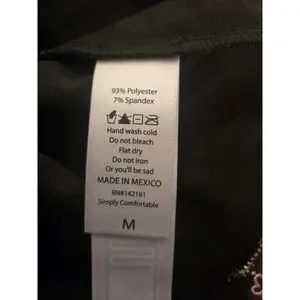 93% Polyester
7% Spandex
Hand wash cold
Do not bleach
Flat dry
Do not iron
Or you'll be sad
MADE IN MEXICO
RN#142161
Simply Comfortable
M